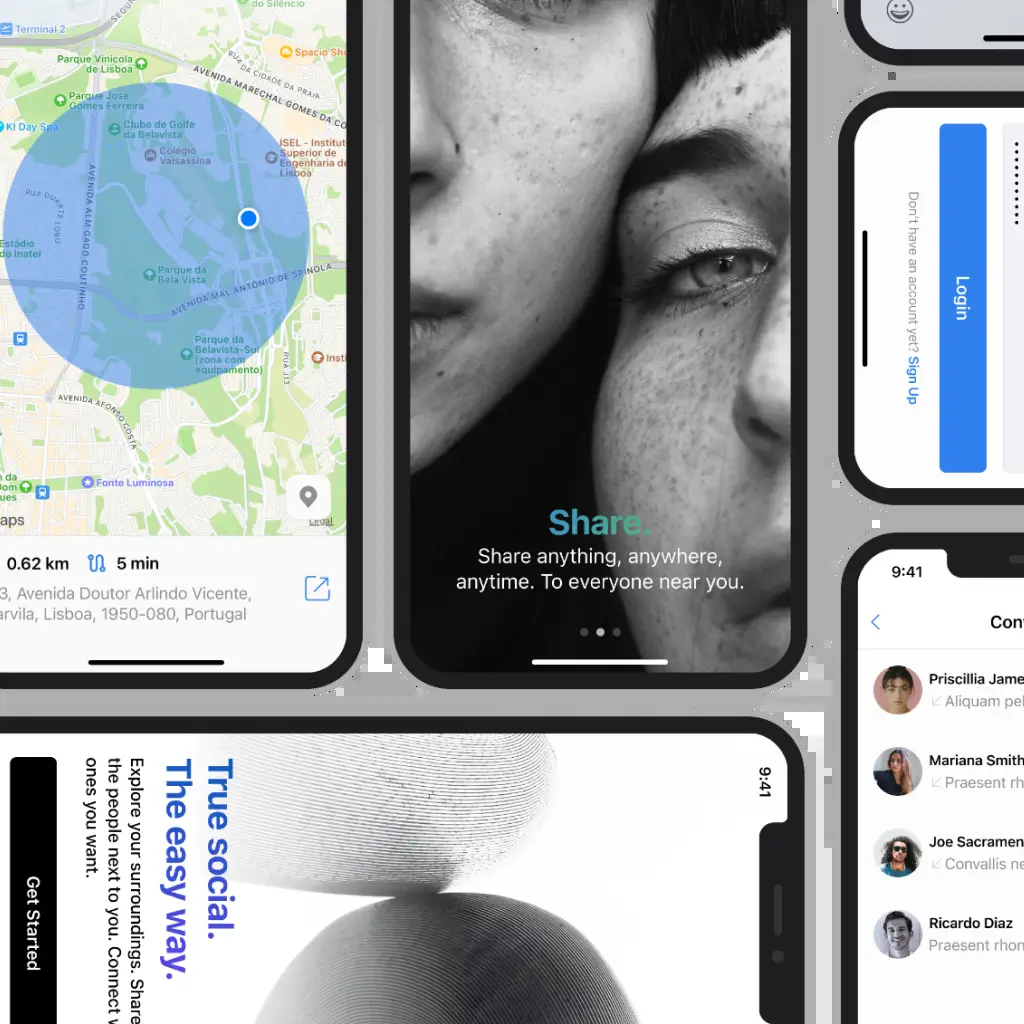 Terminal 2
do Silêncio
Spacio Sh
Parque Vinícola
de Lisboa
RUA DA CIDADE DA PRAIA
AVENIDA MARECHAL GOMES DA CO
Parque José
Gomes Ferreira
KI Day Spa
Clube de Golfe
da Belavista
Colégio
Valsassina
ISEL - Institut
Superior de
Engenharia de
Lisboa
RUA DUARTE LOBO
AVENIDA ALM GAGO COUTINHO
Estádio
do Inatel
Parque da
Bela Vista
AVENIDA MAL ANTÓNIO DE SPÍNOLA
Parque da
Belavista-Sul
(zona com
equipamento)
RUA J13
Insti
AVENIDA AFONSO COSTA
Fonte Luminosa
aps
Legal
0.62 km
5 min
3, Avenida Doutor Arlindo Vicente,
arvila, Lisboa, 1950-080, Portugal
Share.
Share anything, anywhere,
anytime. To everyone near you.
Login
Don't have an account yet? Sign Up
9:41
Con
Priscillia Jame
Aliquam pel
Mariana Smith
Praesent rh
Joe Sacramen
Convallis ne
Ricardo Diaz
Praesent rhon
9:41
True social.
The easy way.
Explore your surroundings. Share
the people next to you. Connect w
ones you want.
Get Started